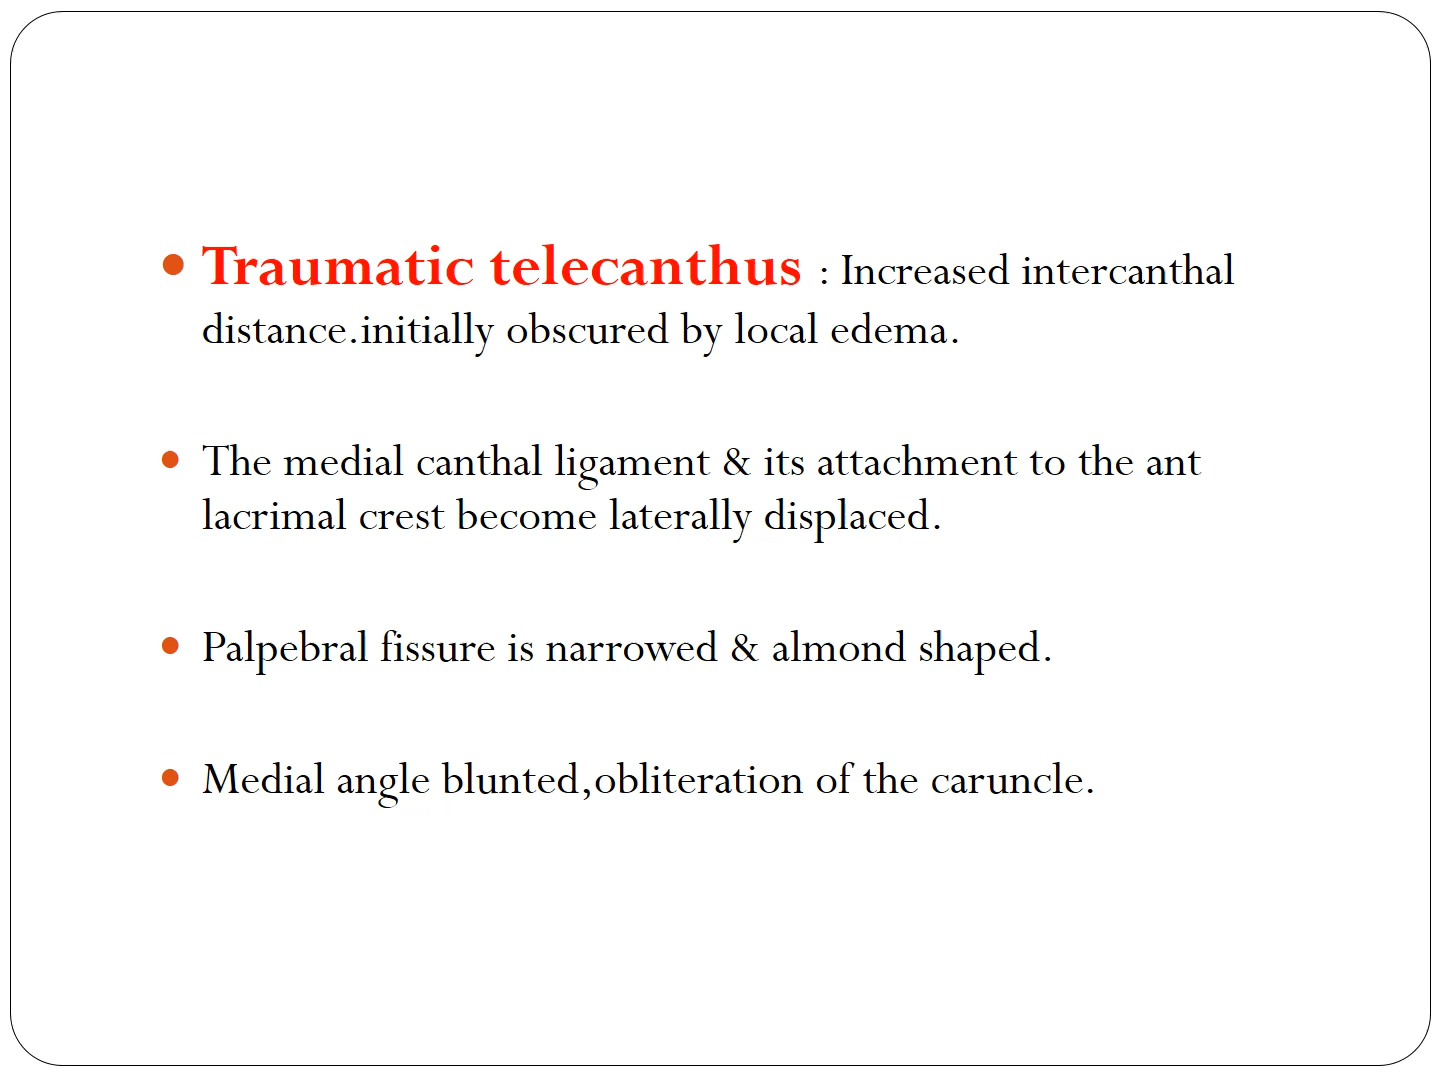 • Traumatic telecanthus : Increased intercanthal
distance.initially obscured by local edema.
• The medial canthal ligament & its attachment to the ant
lacrimal crest become laterally displaced.
• Palpebral fissure is narrowed & almond shaped.
• Medial angle blunted,obliteration of the caruncle.